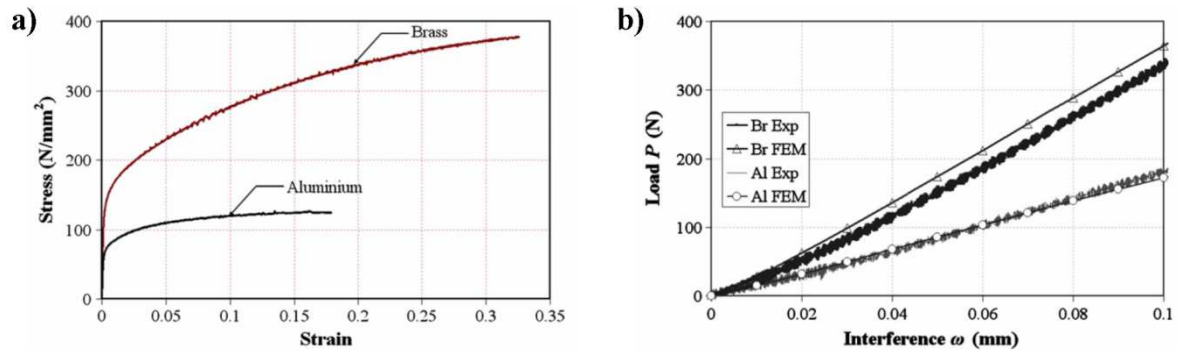 a)
400
300
200
100
0
Stress (N/mm²)
Brass
Aluminium
0 0.05 0.1 0.15 0.2 0.25 0.3 0.35
Strain
b)
400
300
200
100
0
Load P (N)
Br Exp
Br FEM
Al Exp
Al FEM
0 0.02 0.04 0.06 0.08 0.1
Interference ω (mm)